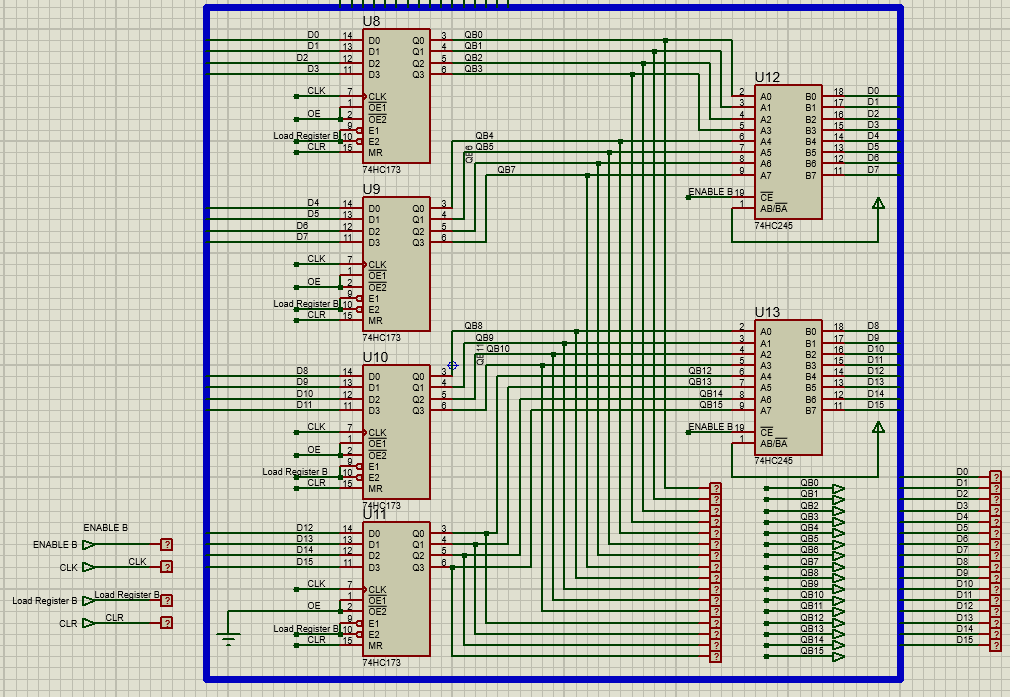 U8
D0 14 D0 Q0 3 QB0
D1 13 D1 Q1 4 QB1
D2 12 D2 Q2 5 QB2
D3 11 D3 Q3 6 QB3
CLK 7 CLK
1 OE1
OE 2 OE2
9 E1
Load Register B 10 E2
CLR 15 MR
74HC173
U12
2 A0 B0 18 D0
3 A1 B1 17 D1
4 A2 B2 16 D2
5 A3 B3 15 D3
QB4 6 A4 B4 14 D4
QB5 7 A5 B5 13 D5
QB6 8 A6 B6 12 D6
QB7 9 A7 B7 11 D7
ENABLE B 19 CE
1 AB/BA
74HC245
U9
D4 14 D0 Q0 3
D5 13 D1 Q1 4
D6 12 D2 Q2 5
D7 11 D3 Q3 6
CLK 7 CLK
1 OE1
OE 2 OE2
9 E1
Load Register B 10 E2
CLR 15 MR
74HC173
U13
QB8 2 A0 B0 18 D8
QB9 3 A1 B1 17 D9
QB10 4 A2 B2 16 D10
QB11 5 A3 B3 15 D11
QB12 6 A4 B4 14 D12
QB13 7 A5 B5 13 D13
QB14 8 A6 B6 12 D14
QB15 9 A7 B7 11 D15
ENABLE B 19 CE
1 AB/BA
74HC245
U10
D8 14 D0 Q0 3
D9 13 D1 Q1 4
D10 12 D2 Q2 5
D11 11 D3 Q3 6
CLK 7 CLK
1 OE1
OE 2 OE2
9 E1
Load Register B 10 E2
CLR 15 MR
74HC173
U11
D12 14 D0 Q0 3
D13 13 D1 Q1 4
D14 12 D2 Q2 5
D15 11 D3 Q3 6
CLK 7 CLK
1 OE1
OE 2 OE2
9 E1
Load Register B 10 E2
CLR 15 MR
74HC173
ENABLE B
ENABLE B ?
CLK CLK ?
Load Register B Load Register B ?
CLR CLR ?
? QB0 D0 ?
? QB1 D1 ?
? QB2 D2 ?
? QB3 D3 ?
? QB4 D4 ?
? QB5 D5 ?
? QB6 D6 ?
? QB7 D7 ?
? QB8 D8 ?
? QB9 D9 ?
? QB10 D10 ?
? QB11 D11 ?
? QB12 D12 ?
? QB13 D13 ?
? QB14 D14 ?
? QB15 D15 ?